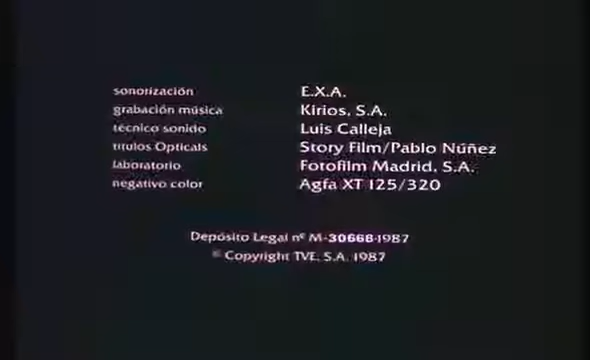 sonorización E.X.A.
grabación música Kirios, S.A.
técnico sonido Luis Calleja
títulos Opticals Story Film/Pablo Núñez
laboratorio Fotofilm Madrid, S.A.
negativo color Agfa XT 125/320
Depósito Legal nº M-30668-1987
© Copyright TVE, S.A. 1987